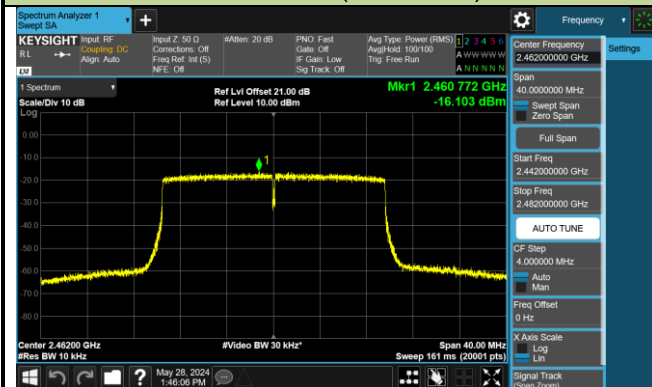 Spectrum Analyzer 1
Swept SA
Frequency
KEYSIGHT
RL
LXI
Input: RF
Coupling: DC
Align: Auto
Input Z: 50 Ω
Corrections: Off
Freq Ref: Int (S)
NFE: Off
#Atten: 20 dB
PNO: Fast
Gate: Off
IF Gain: Low
Sig Track: Off
Avg Type: Power (RMS)
Avg|Hold: 100/100
Trig: Free Run
1 2 3 4 5 6
A W W W W W
A N N N N N
1 Spectrum
Scale/Div 10 dB
Log
Ref Lvl Offset 21.00 dB
Ref Level 10.00 dBm
Mkr1 2.460 772 GHz
-16.103 dBm
1
0.00
-10.0
-20.0
-30.0
-40.0
-50.0
-60.0
-70.0
-80.0
Center 2.46200 GHz
#Res BW 10 kHz
#Video BW 30 kHz*
Span 40.00 MHz
Sweep 161 ms (20001 pts)
May 28, 2024
1:46:06 PM
Center Frequency
2.462000000 GHz
Settings
Span
40.0000000 MHz
Swept Span
Zero Span
Full Span
Start Freq
2.442000000 GHz
Stop Freq
2.482000000 GHz
AUTO TUNE
CF Step
4.000000 MHz
Auto
Man
Freq Offset
0 Hz
X Axis Scale
Log
Lin
Signal Track
(Span Zoom)